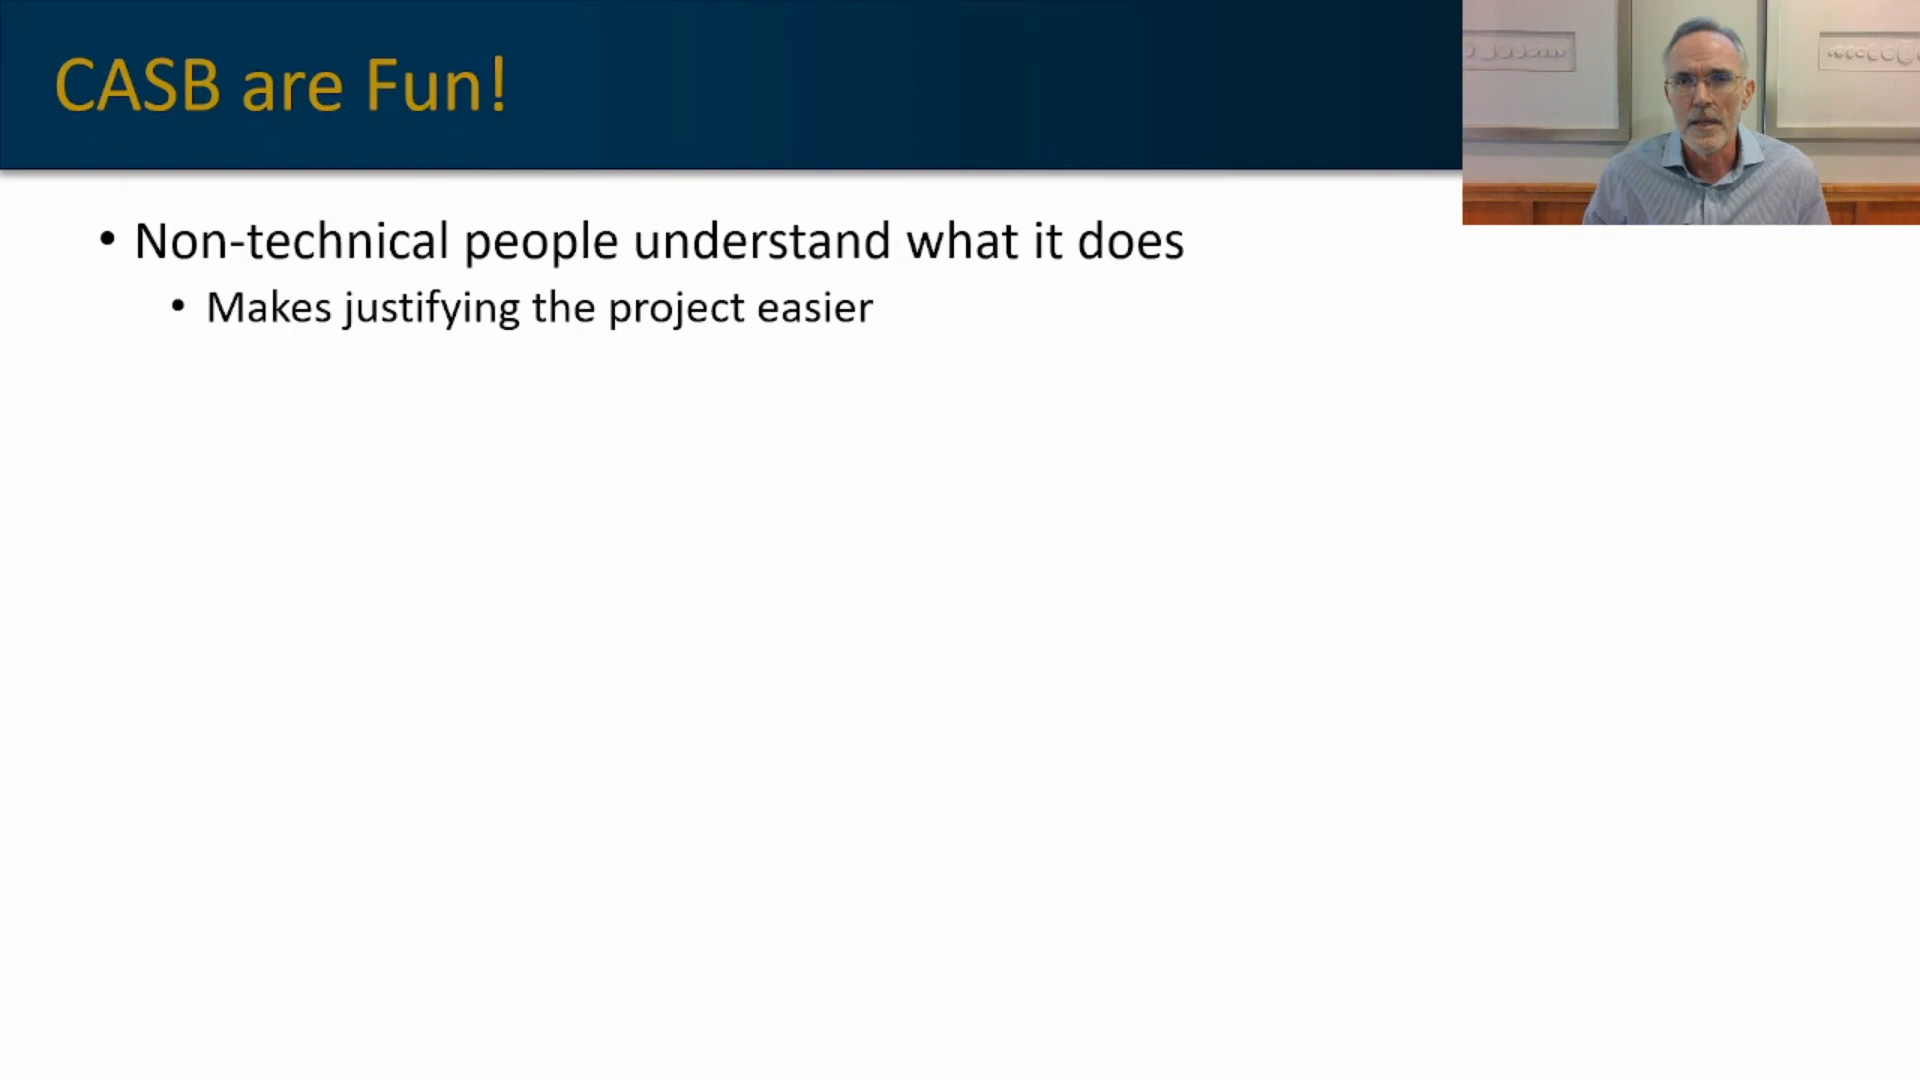 CASB are Fun!
• Non-technical people understand what it does
• Makes justifying the project easier